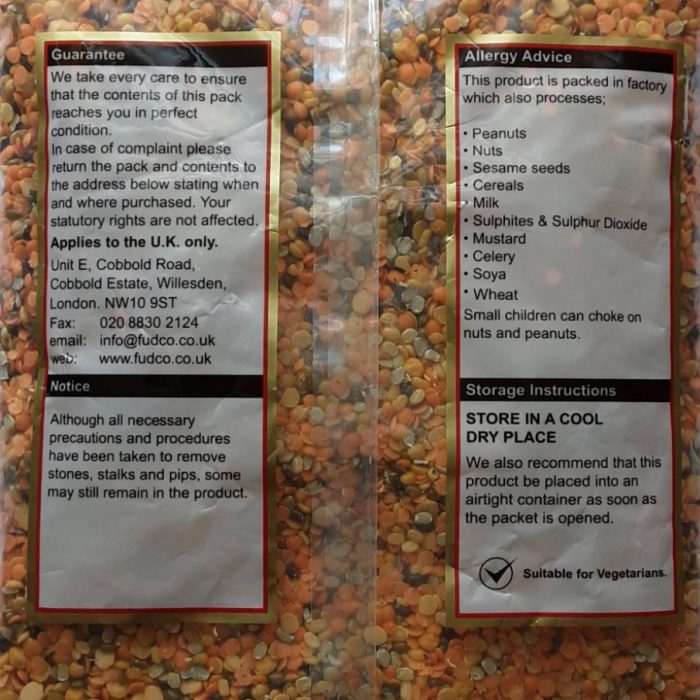 Guarantee
We take every care to ensure
that the contents of this pack
reaches you in perfect
condition.
In case of complaint please
return the pack and contents to
the address below stating when
and where purchased. Your
statutory rights are not affected.
Applies to the U.K. only.
Unit E, Cobbold Road,
Cobbold Estate, Willesden,
London. NW10 9ST
Fax: 020 8830 2124
email: info@fudco.co.uk
web: www.fudco.co.uk
Notice
Although all necessary
precautions and procedures
have been taken to remove
stones, stalks and pips, some
may still remain in the product.
Allergy Advice
This product is packed in factory
which also processes;
• Peanuts
• Nuts
• Sesame seeds
• Cereals
• Milk
• Sulphites & Sulphur Dioxide
• Mustard
• Celery
• Soya
• Wheat
Small children can choke on
nuts and peanuts.
Storage Instructions
STORE IN A COOL
DRY PLACE
We also recommend that this
product be placed into an
airtight container as soon as
the packet is opened.
Suitable for Vegetarians.